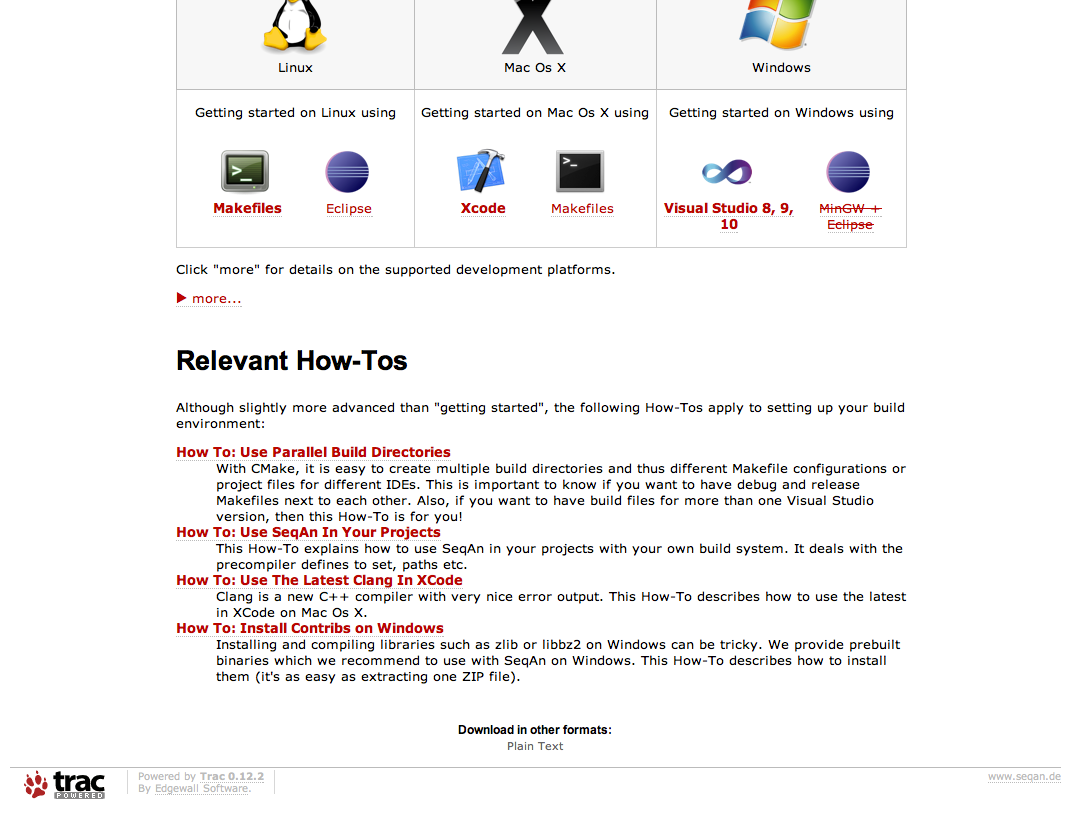 Linux
Mac Os X
Windows
Getting started on Linux using
Getting started on Mac Os X using
Getting started on Windows using
Makefiles
Eclipse
Xcode
Makefiles
Visual Studio 8, 9,
10
MinGW +
Eclipse
Click "more" for details on the supported development platforms.
more...
Relevant How-Tos
Although slightly more advanced than "getting started", the following How-Tos apply to setting up your build
environment:
How To: Use Parallel Build Directories
With CMake, it is easy to create multiple build directories and thus different Makefile configurations or
project files for different IDEs. This is important to know if you want to have debug and release
Makefiles next to each other. Also, if you want to have build files for more than one Visual Studio
version, then this How-To is for you!
How To: Use SeqAn In Your Projects
This How-To explains how to use SeqAn in your projects with your own build system. It deals with the
precompiler defines to set, paths etc.
How To: Use The Latest Clang In XCode
Clang is a new C++ compiler with very nice error output. This How-To describes how to use the latest
in XCode on Mac Os X.
How To: Install Contribs on Windows
Installing and compiling libraries such as zlib or libbz2 on Windows can be tricky. We provide prebuilt
binaries which we recommend to use with SeqAn on Windows. This How-To describes how to install
them (it's as easy as extracting one ZIP file).
Download in other formats:
Plain Text
trac
POWERED
Powered by Trac 0.12.2
By Edgewall Software.
www.seqan.de